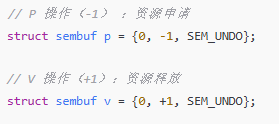 // P 操作（-1） ：资源申请
struct sembuf p = {0, -1, SEM_UNDO};
// V 操作（+1）：资源释放
struct sembuf v = {0, +1, SEM_UNDO};